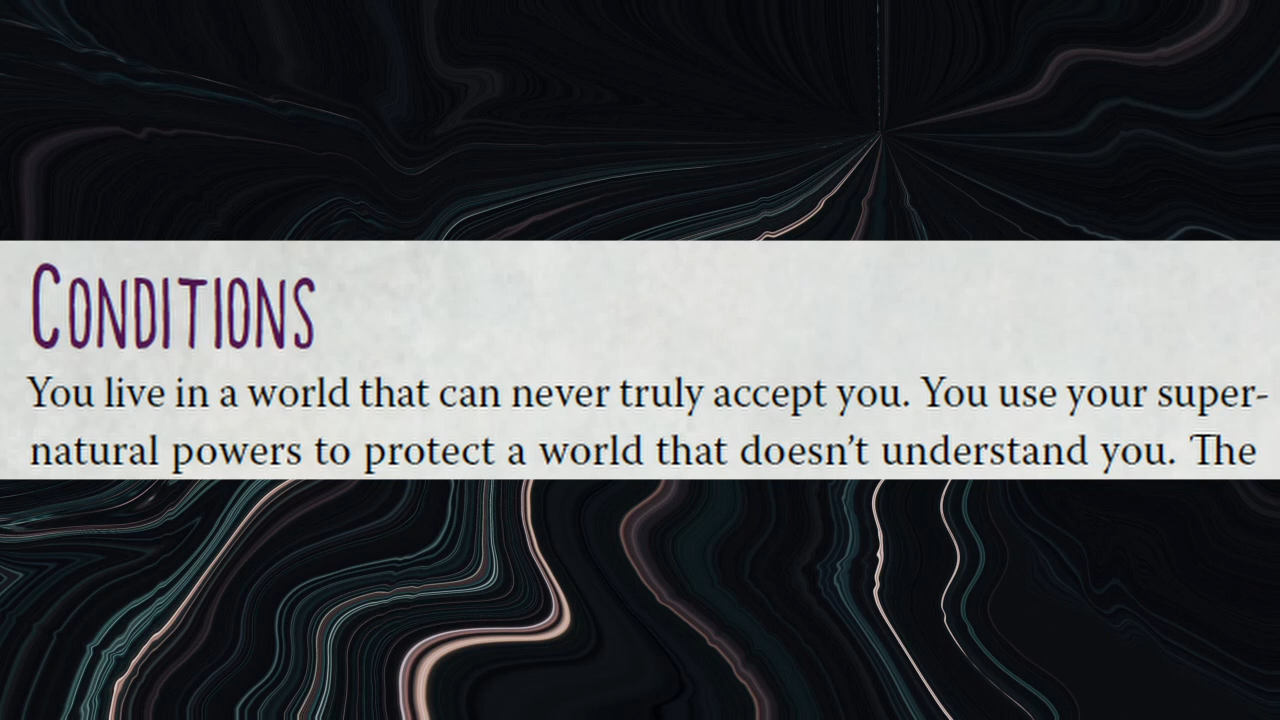 Conditions
You live in a world that can never truly accept you. You use your super-
natural powers to protect a world that doesn’t understand you. The